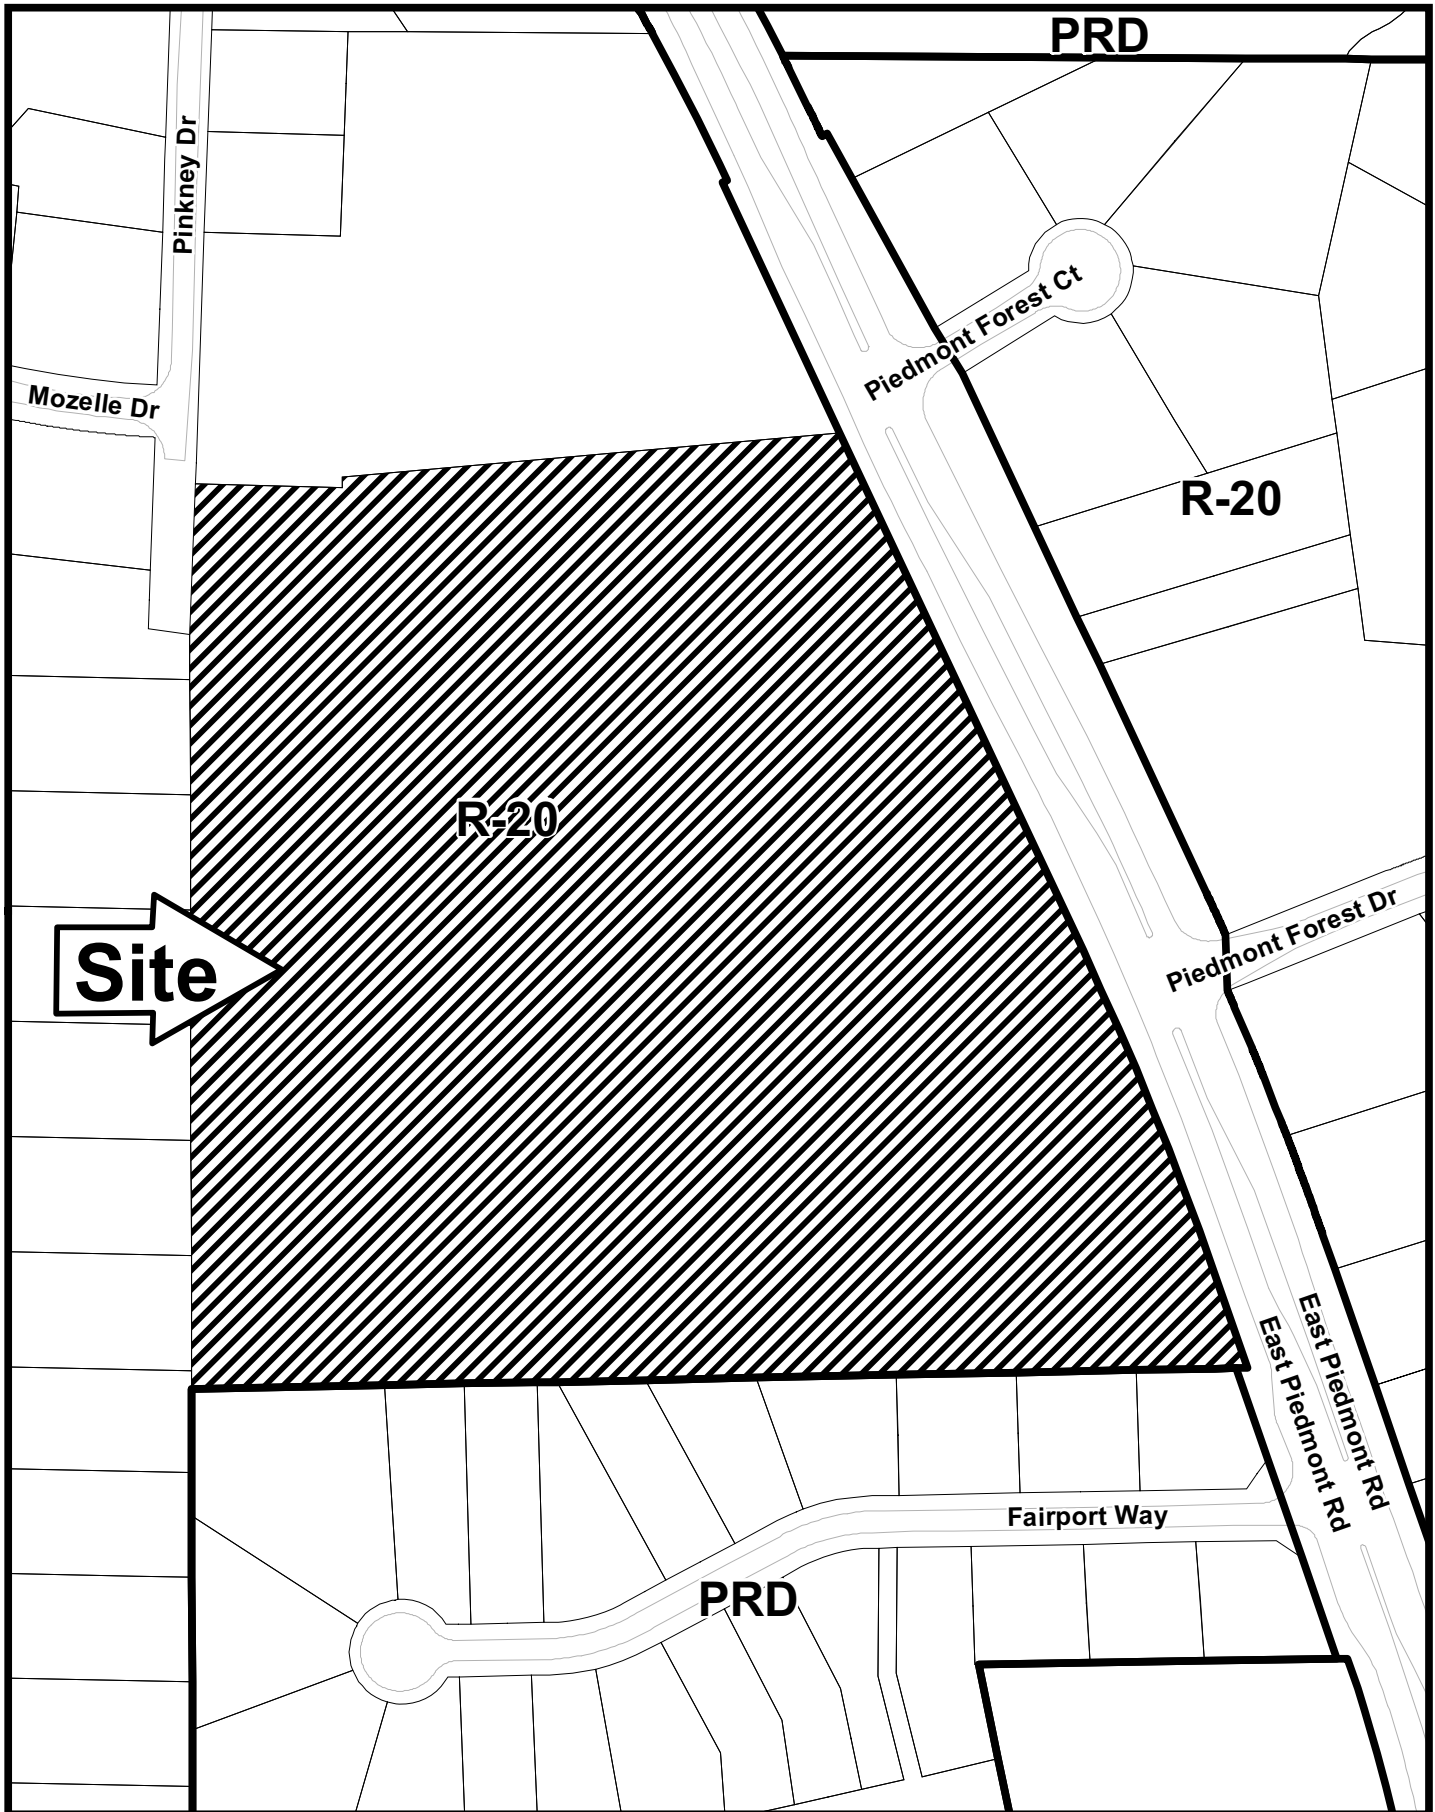 PRD
Pinkney Dr
Piedmont Forest Ct
Mozelle Dr
R-20
R-20
Piedmont Forest Dr
Site
East Piedmont Rd
East Piedmont Rd
Fairport Way
PRD